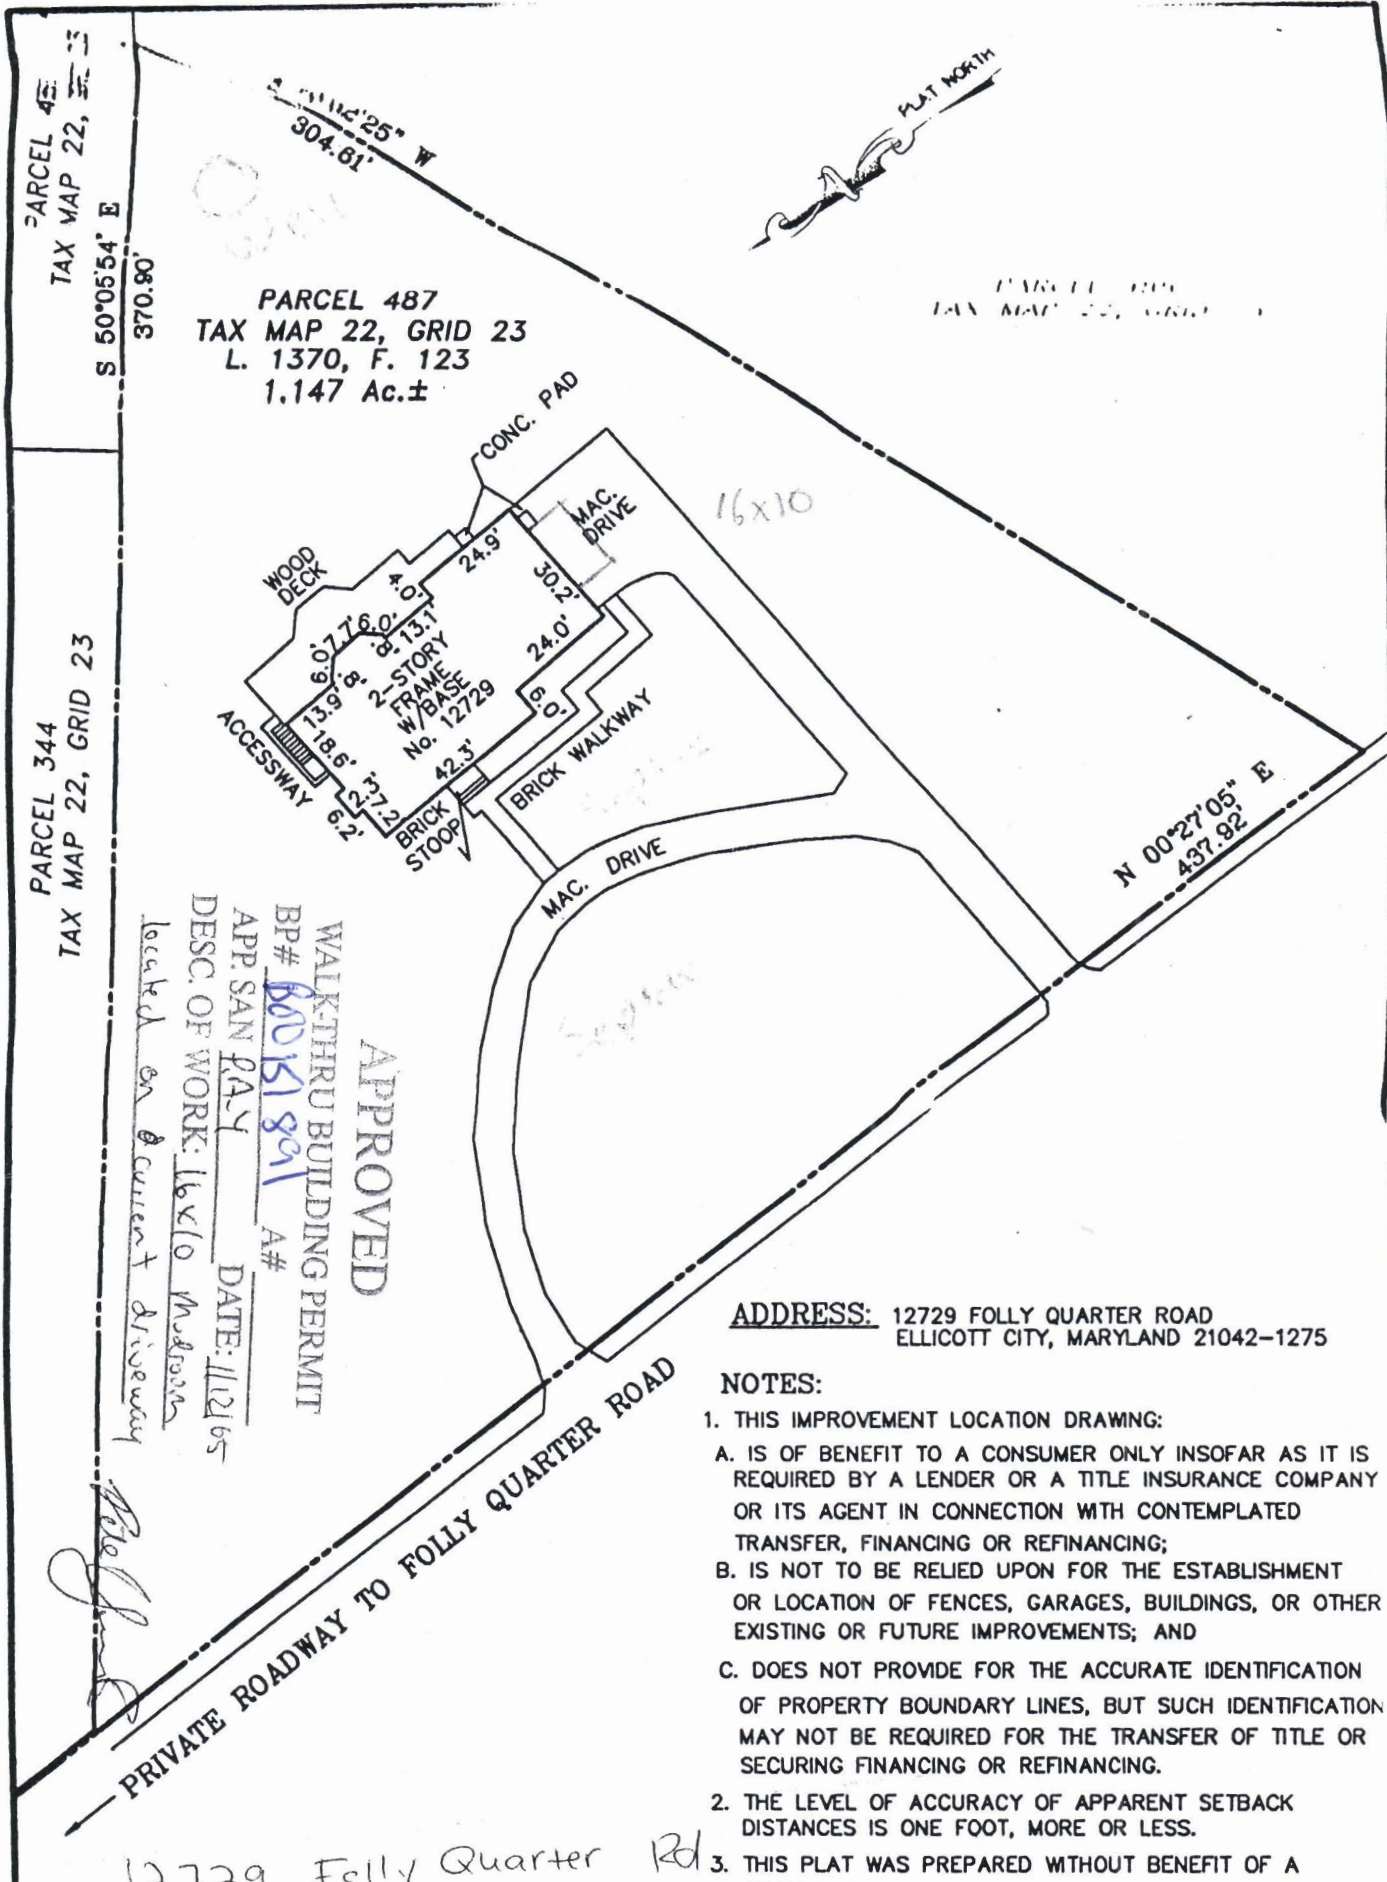 PARCEL
TAX MAP 22,
S 50°05'54" E
370.90'
25" W
304.61'
PLAT NORTH
PARCEL 487
TAX MAP 22, GRID 23
L. 1370, F. 123
1.147 Ac.±
PARCEL
TAX MAP
CONC. PAD
MAC.
DRIVE
16x10
WOOD
DECK
24.9'
30.2'
4.0'
13.1'
6.0'
7.7'
6.0'
.8'
.8'
24.0'
6.0'
13.9'
18.6'
2-STORY
FRAME
W/BASE
No. 12729
42.3'
2.3'
7.2'
6.2'
ACCESSWAY
BRICK
STOOP
BRICK WALKWAY
MAC. DRIVE
PARCEL 344
TAX MAP 22, GRID 23
N 00°27'05" E
437.92'
APPROVED
WALK-THRU BUILDING PERMIT
BP# A#
APP. SAN DATE:
DESC. OF WORK: 16x10 Mudroom
located on current driveway
PRIVATE ROADWAY TO FOLLY QUARTER ROAD
ADDRESS: 12729 FOLLY QUARTER ROAD
ELLICOTT CITY, MARYLAND 21042-1275
NOTES:
1. THIS IMPROVEMENT LOCATION DRAWING:
A. IS OF BENEFIT TO A CONSUMER ONLY INSOFAR AS IT IS
REQUIRED BY A LENDER OR A TITLE INSURANCE COMPANY
OR ITS AGENT IN CONNECTION WITH CONTEMPLATED
TRANSFER, FINANCING OR REFINANCING;
B. IS NOT TO BE RELIED UPON FOR THE ESTABLISHMENT
OR LOCATION OF FENCES, GARAGES, BUILDINGS, OR OTHER
EXISTING OR FUTURE IMPROVEMENTS; AND
C. DOES NOT PROVIDE FOR THE ACCURATE IDENTIFICATION
OF PROPERTY BOUNDARY LINES, BUT SUCH IDENTIFICATION
MAY NOT BE REQUIRED FOR THE TRANSFER OF TITLE OR
SECURING FINANCING OR REFINANCING.
2. THE LEVEL OF ACCURACY OF APPARENT SETBACK
DISTANCES IS ONE FOOT, MORE OR LESS.
3. THIS PLAT WAS PREPARED WITHOUT BENEFIT OF A
12729 Folly Quarter Rd